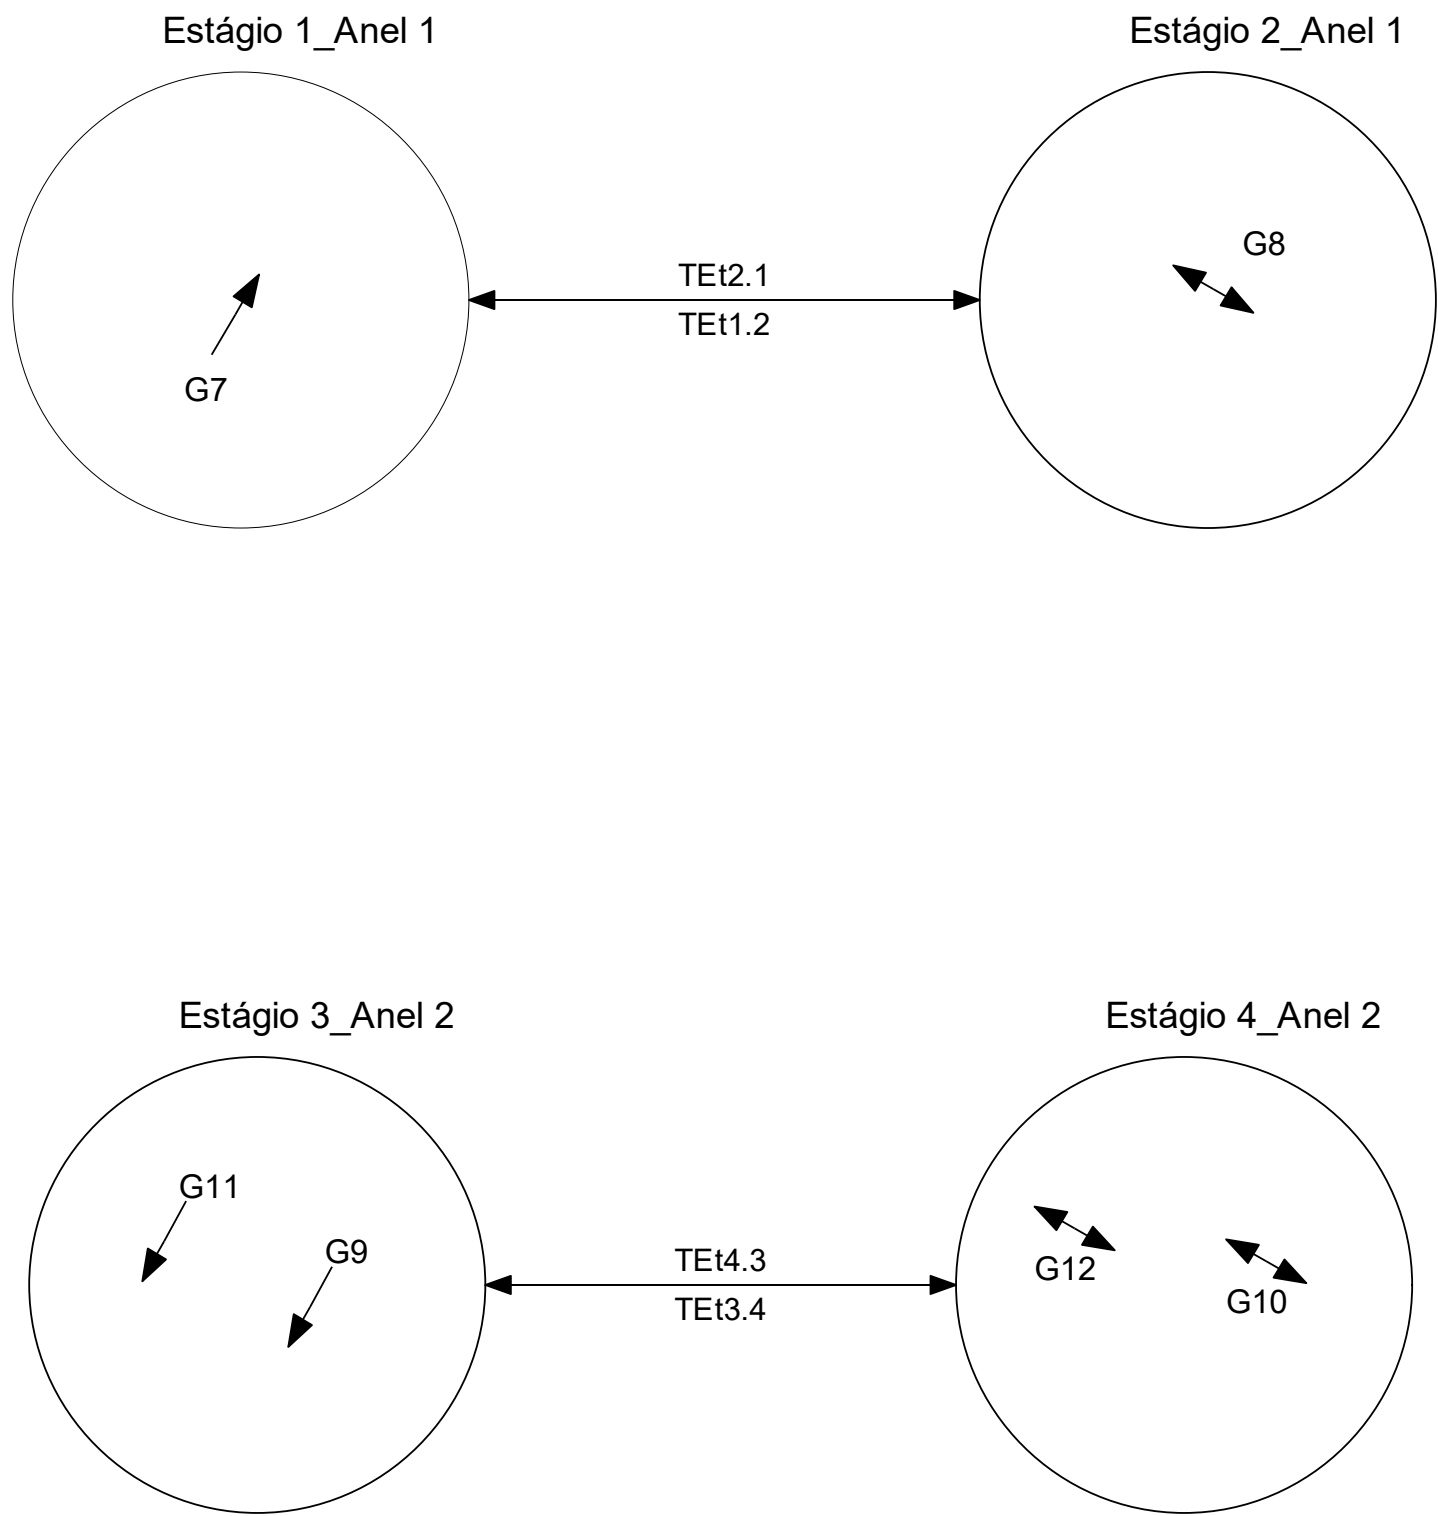 Estágio 1_Anel 1
Estágio 2_Anel 1
G8
TEt2.1
TEt1.2
G7
Estágio 3_Anel 2
Estágio 4_Anel 2
G11
G9
TEt4.3
TEt3.4
G12
G10